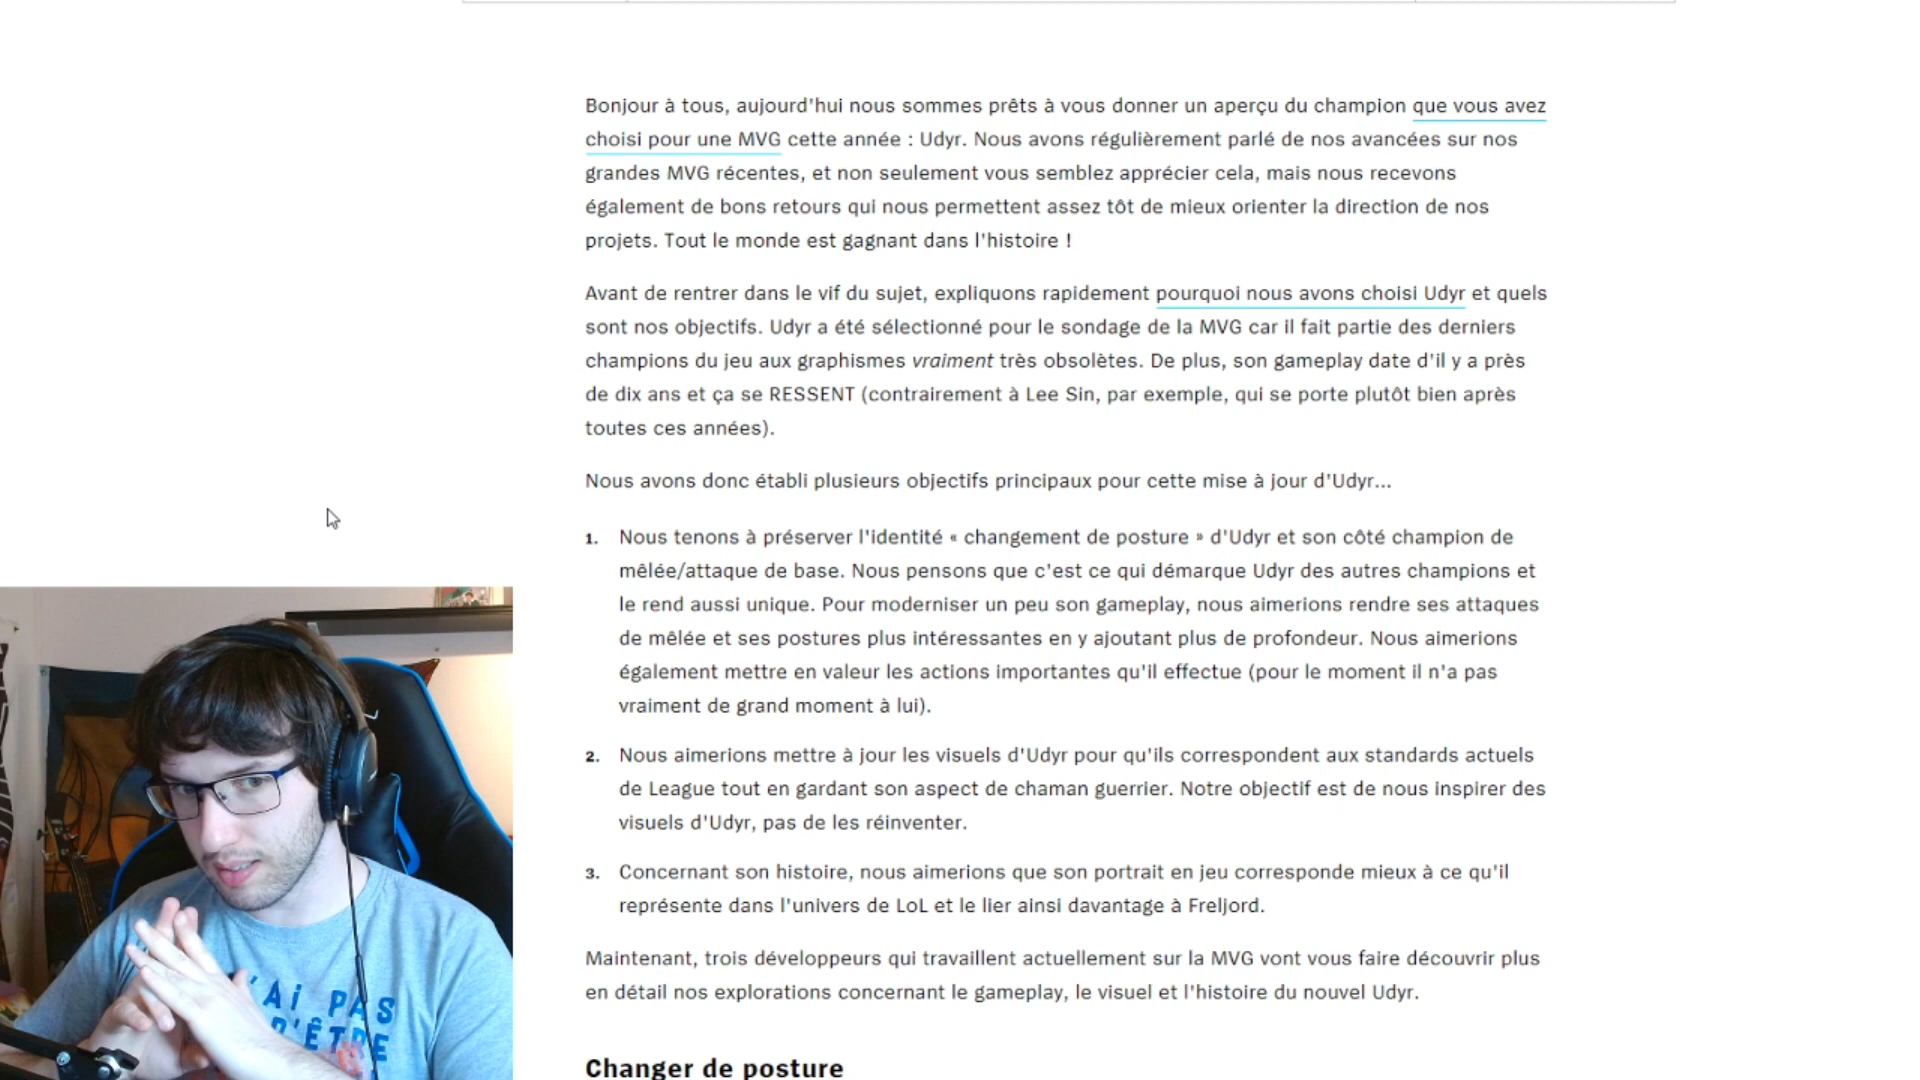 Bonjour à tous, aujourd'hui nous sommes prêts à vous donner un aperçu du champion que vous avez
choisi pour une MVG cette année : Udyr. Nous avons régulièrement parlé de nos avancées sur nos
grandes MVG récentes, et non seulement vous semblez apprécier cela, mais nous recevons
également de bons retours qui nous permettent assez tôt de mieux orienter la direction de nos
projets. Tout le monde est gagnant dans l'histoire !
Avant de rentrer dans le vif du sujet, expliquons rapidement pourquoi nous avons choisi Udyr et quels
sont nos objectifs. Udyr a été sélectionné pour le sondage de la MVG car il fait partie des derniers
champions du jeu aux graphismes vraiment très obsolètes. De plus, son gameplay date d'il y a près
de dix ans et ça se RESSENT (contrairement à Lee Sin, par exemple, qui se porte plutôt bien après
toutes ces années).
Nous avons donc établi plusieurs objectifs principaux pour cette mise à jour d'Udyr...
1. Nous tenons à préserver l'identité « changement de posture » d'Udyr et son côté champion de
mêlée/attaque de base. Nous pensons que c'est ce qui démarque Udyr des autres champions et
le rend aussi unique. Pour moderniser un peu son gameplay, nous aimerions rendre ses attaques
de mêlée et ses postures plus intéressantes en y ajoutant plus de profondeur. Nous aimerions
également mettre en valeur les actions importantes qu'il effectue (pour le moment il n'a pas
vraiment de grand moment à lui).
2. Nous aimerions mettre à jour les visuels d'Udyr pour qu'ils correspondent aux standards actuels
de League tout en gardant son aspect de chaman guerrier. Notre objectif est de nous inspirer des
visuels d'Udyr, pas de les réinventer.
3. Concernant son histoire, nous aimerions que son portrait en jeu corresponde mieux à ce qu'il
représente dans l'univers de LoL et le lier ainsi davantage à Freljord.
Maintenant, trois développeurs qui travaillent actuellement sur la MVG vont vous faire découvrir plus
en détail nos explorations concernant le gameplay, le visuel et l'histoire du nouvel Udyr.
Changer de posture
J'AI PAS
D'ÊTRE